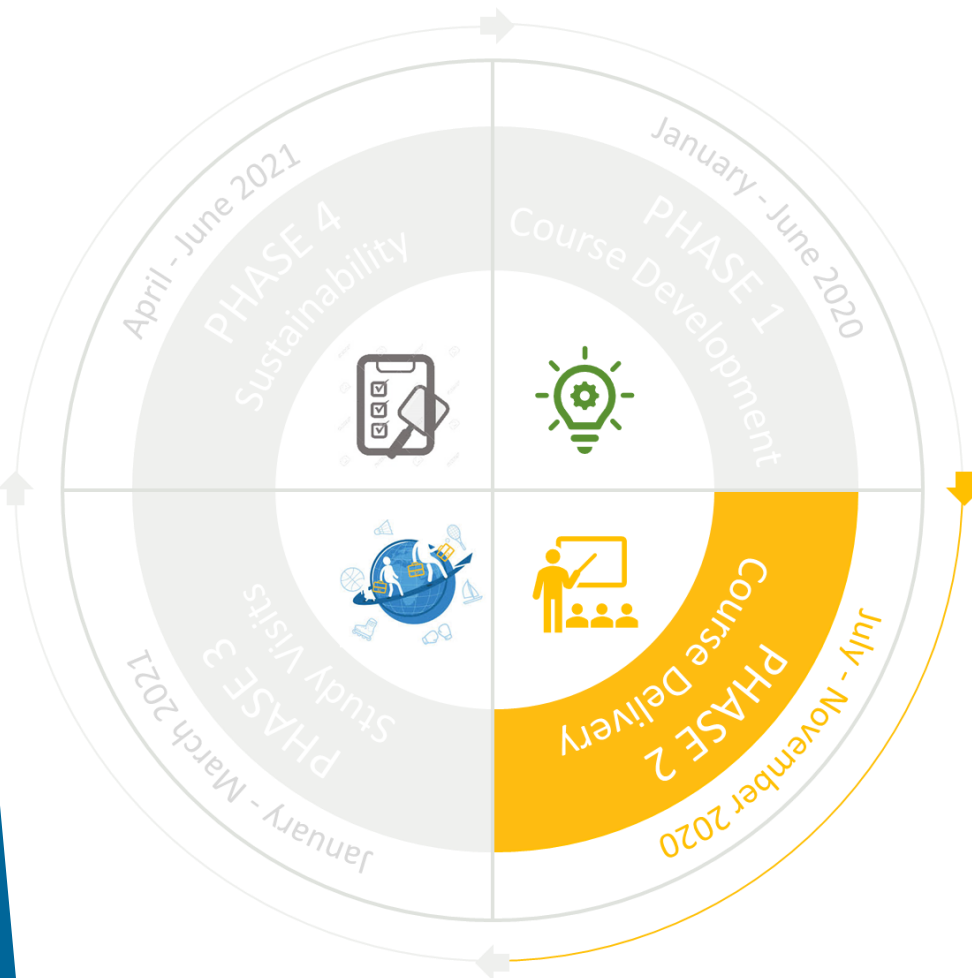 January - June 2020
PHASE 1
Course Development
July - November 2020
PHASE 2
Course Delivery
January - March 2021
PHASE 3
Study Visits
April - June 2021
PHASE 4
Sustainability